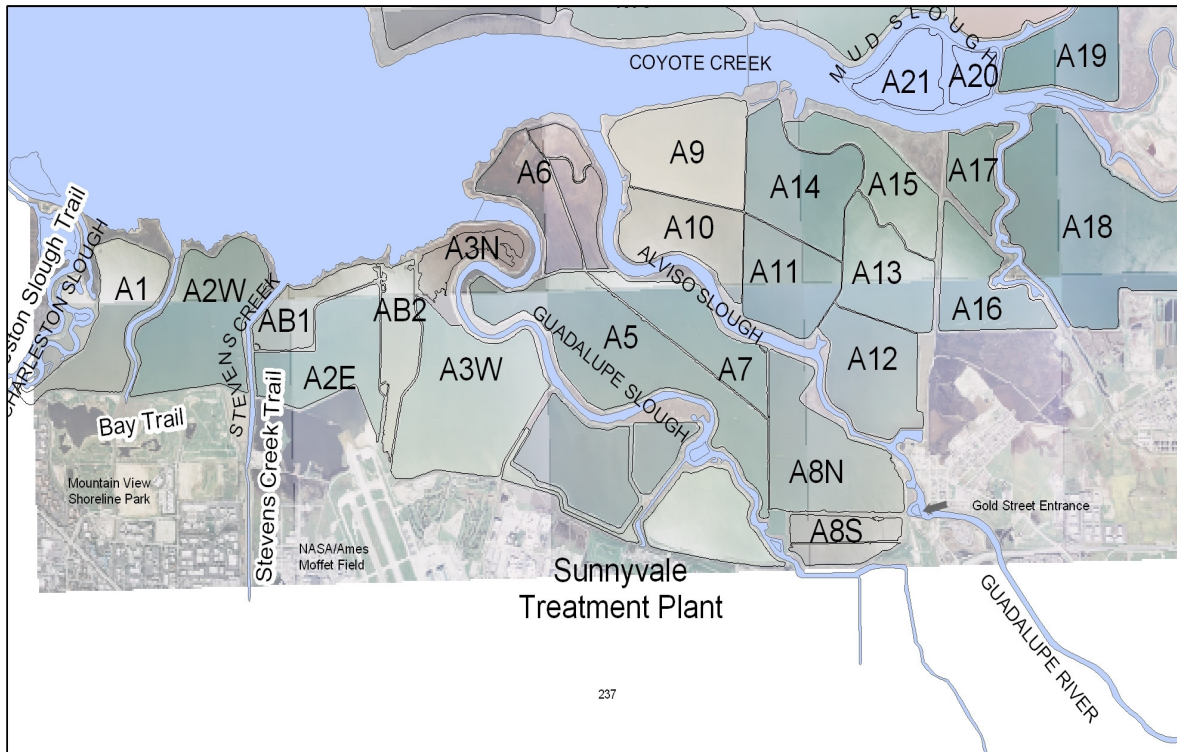 COYOTE CREEK
MUD SLOUGH
A21
A20
A19
A9
A6
A14
A15
A17
A10
A18
A3N
A1
A2W
ALVISO SLOUGH
A11
A13
A16
CHARLESTON SLOUGH
Slough Trail
STEVENS CREEK
AB1
AB2
GUADALUPE SLOUGH
A5
A7
A12
A2E
A3W
Bay Trail
Stevens Creek Trail
Mountain View
Shoreline Park
A8N
Gold Street Entrance
A8S
NASA/Ames
Moffet Field
Sunnyvale
Treatment Plant
GUADALUPE RIVER
237